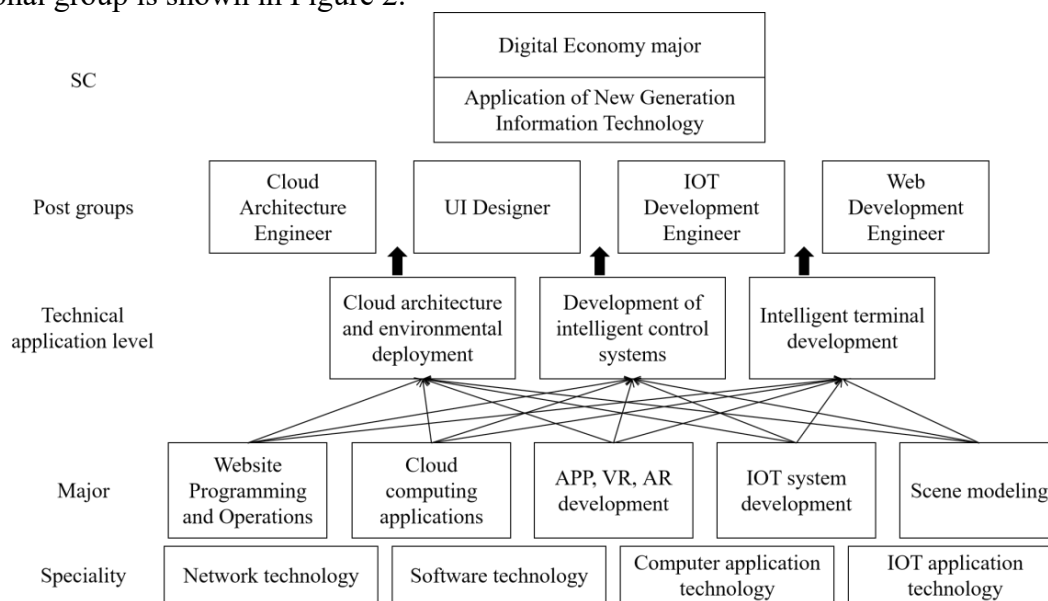 onal group is shown in Figure 2.
Digital Economy major
SC
Application of New Generation
Information Technology
Post groups
Cloud
Architecture
Engineer
UI Designer
IOT
Development
Engineer
Web
Development
Engineer
Technical
application level
Cloud architecture
and environmental
deployment
Development of
intelligent control
systems
Intelligent terminal
development
Major
Website
Programming
and Operations
Cloud
computing
applications
APP, VR, AR
development
IOT system
development
Scene modeling
Speciality
Network technology
Software technology
Computer application
technology
IOT application
technology